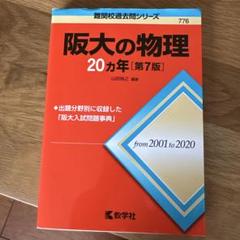 難関校過去問シリーズ
776
阪大の物理
20カ年[第7版]
編著
●出題分野別に収録した
「阪大入試問題事典」
from 2001 to 2020
教学社